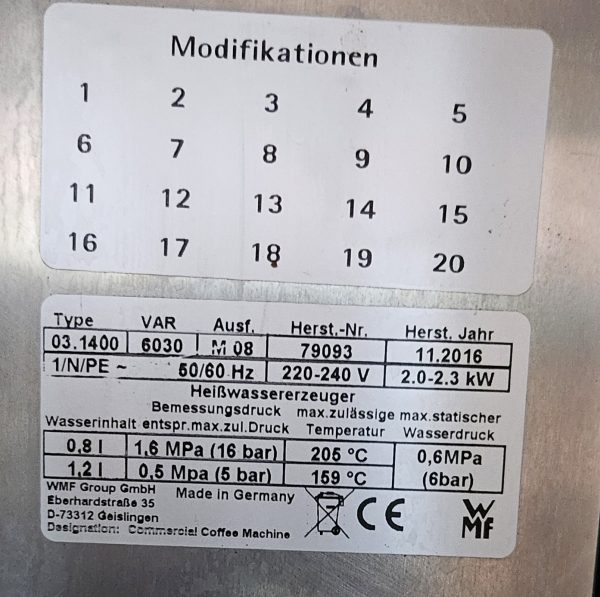 Modifikationen
1 2 3 4 5
6 7 8 9 10
11 12 13 14 15
16 17 18 19 20
Type VAR Ausf. Herst.-Nr. Herst. Jahr
03.1400 6030 M 08 79093 11.2016
1/N/PE ~ 50/60 Hz 220-240 V 2.0-2.3 kW
Heißwassererzeuger
Bemessungsdruck max.zulässige max.statischer
Wasserinhalt entspr.max.zul.Druck Temperatur Wasserdruck
0,8 l 1,6 MPa (16 bar) 205 °C 0,6MPa
1,2 l 0,5 Mpa (5 bar) 159 °C (6bar)
WMF Group GmbH Made in Germany
Eberhardstraße 35
D-73312 Geislingen
Designation: Commercial Coffee Machine
CE
WMF